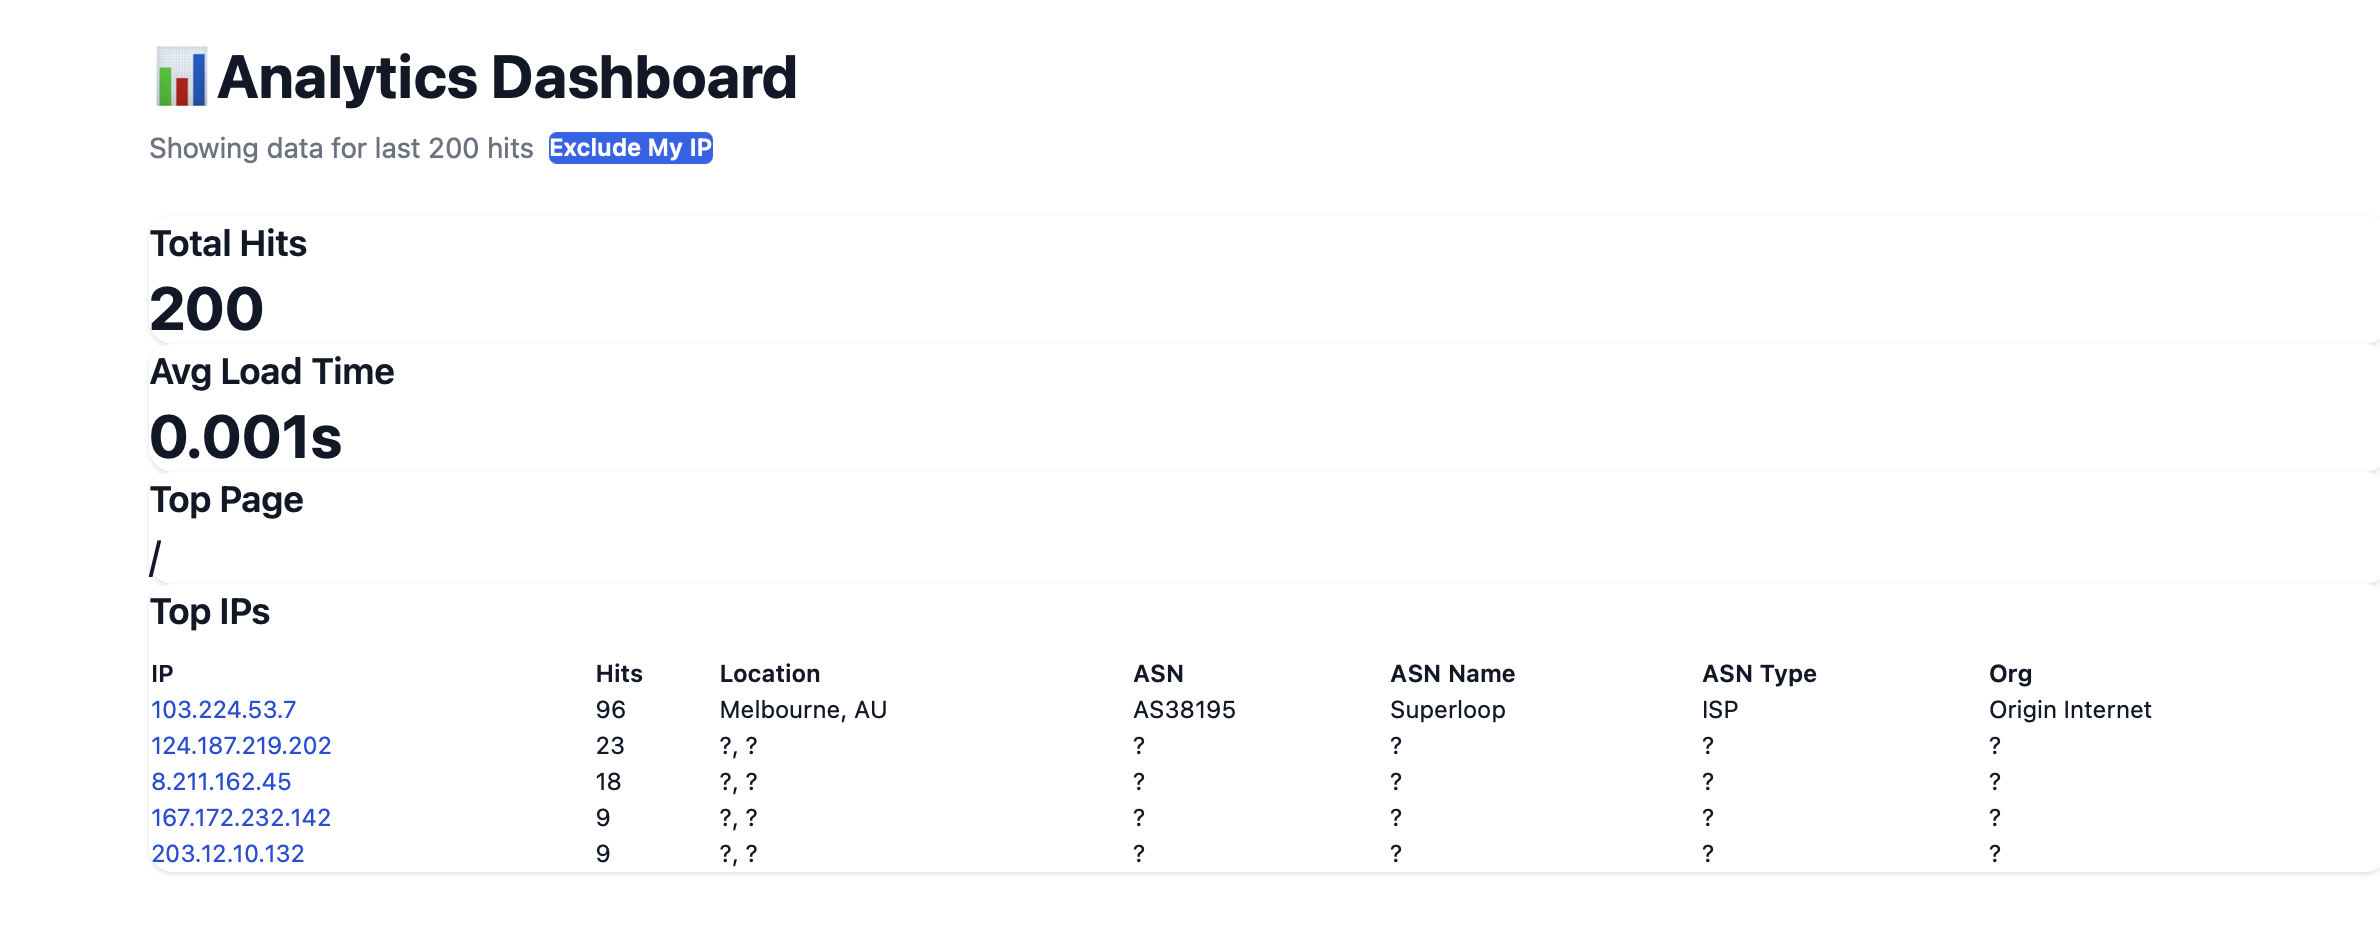 Analytics Dashboard
Showing data for last 200 hits Exclude My IP
Total Hits
200
Avg Load Time
0.001s
Top Page
/
Top IPs
IP Hits Location ASN ASN Name ASN Type Org
103.224.53.7 96 Melbourne, AU AS38195 Superloop ISP Origin Internet
124.187.219.202 23 ?, ? ? ? ? ?
8.211.162.45 18 ?, ? ? ? ? ?
167.172.232.142 9 ?, ? ? ? ? ?
203.12.10.132 9 ?, ? ? ? ? ?